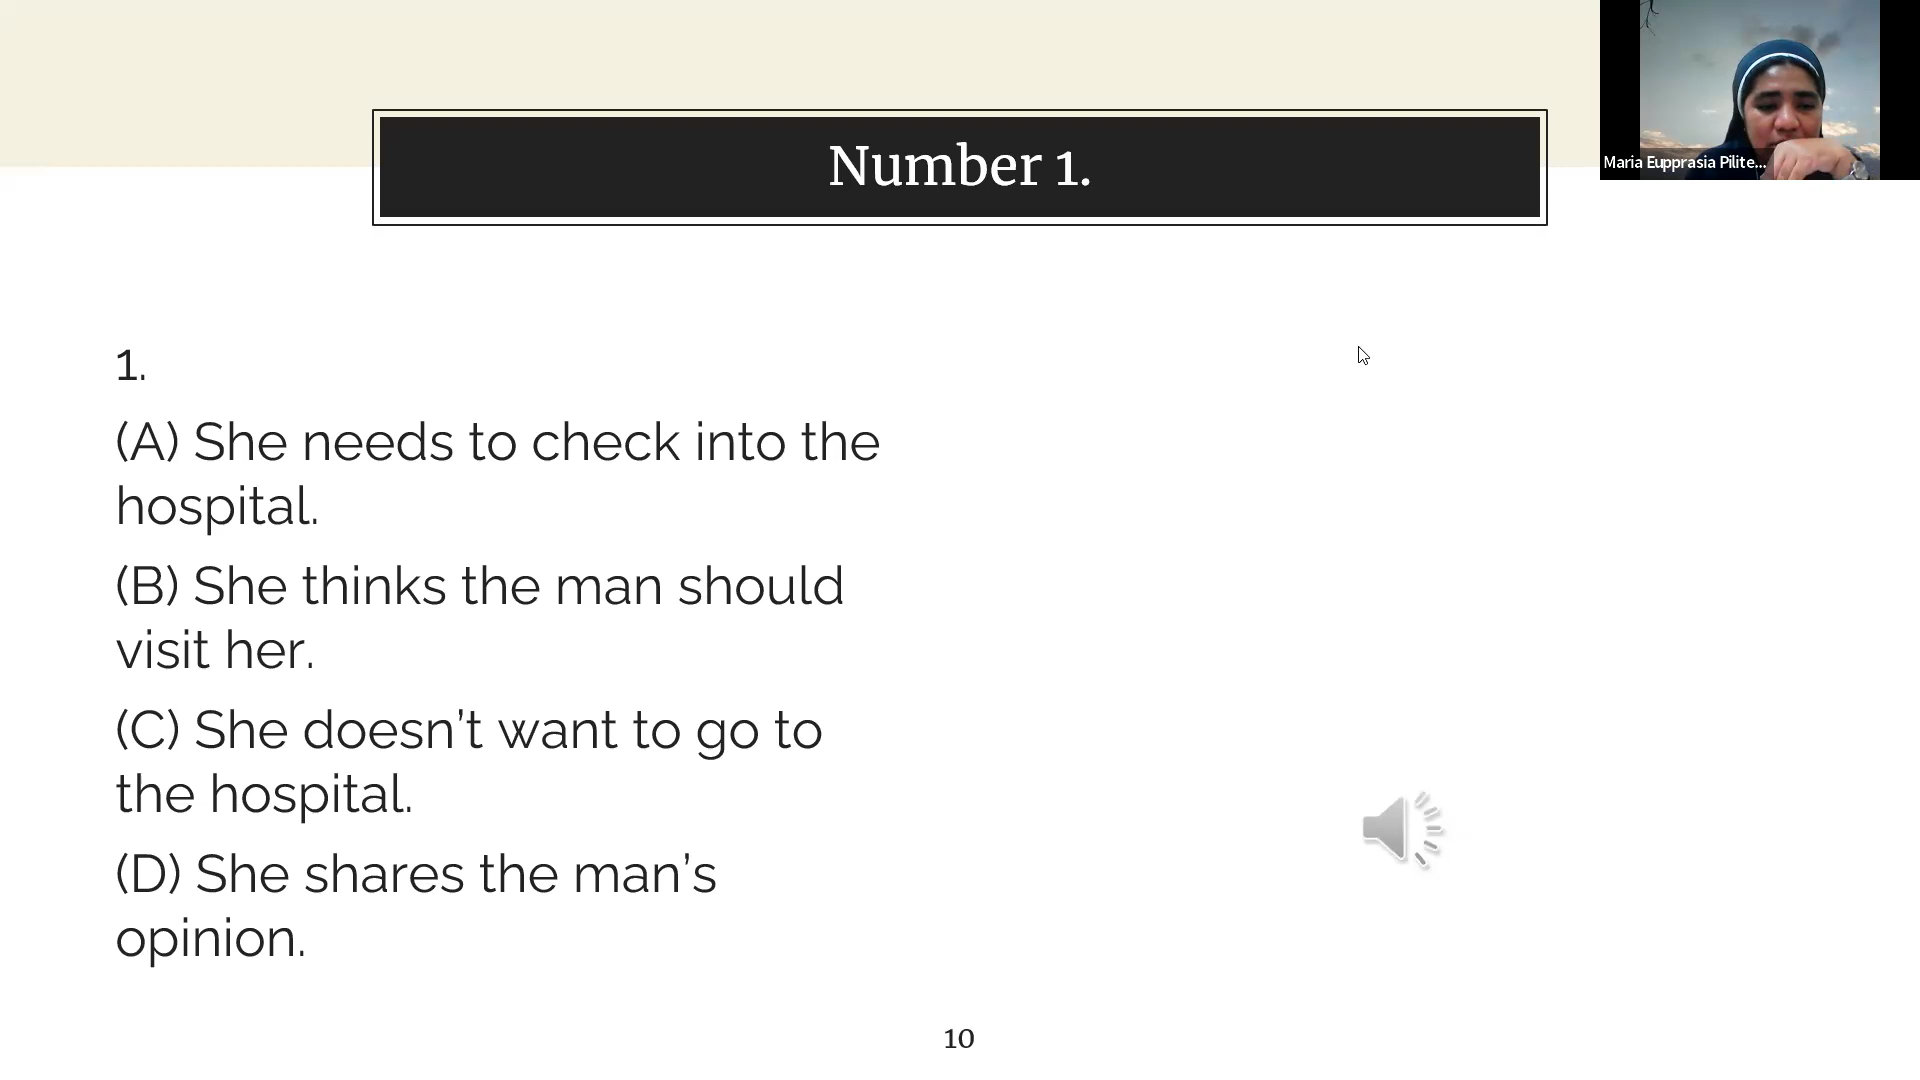 Number 1.
Maria Eupprasia Pilite...
1.
(A) She needs to check into the
hospital.
(B) She thinks the man should
visit her.
(C) She doesn’t want to go to
the hospital.
(D) She shares the man’s
opinion.
10